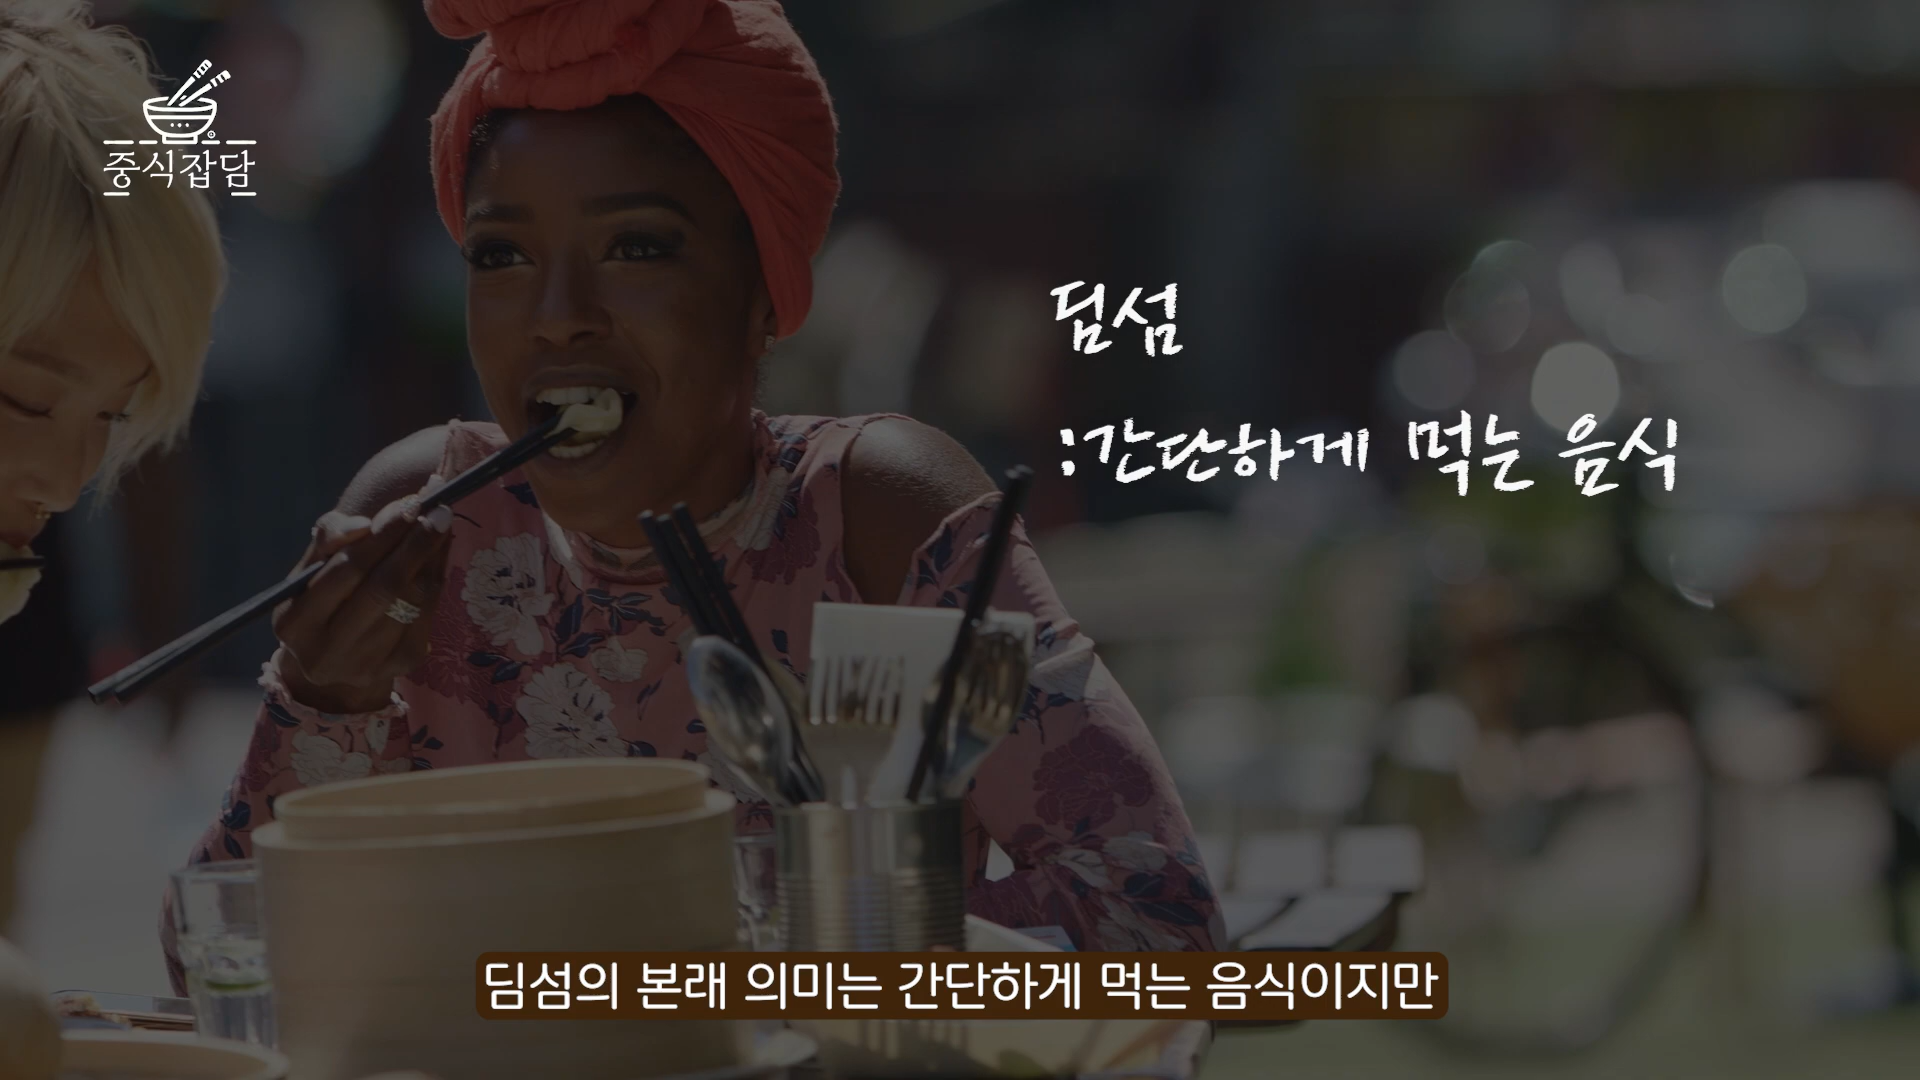 중식잡담
딤섬
:간단하게 먹는 음식
딤섬의 본래 의미는 간단하게 먹는 음식이지만